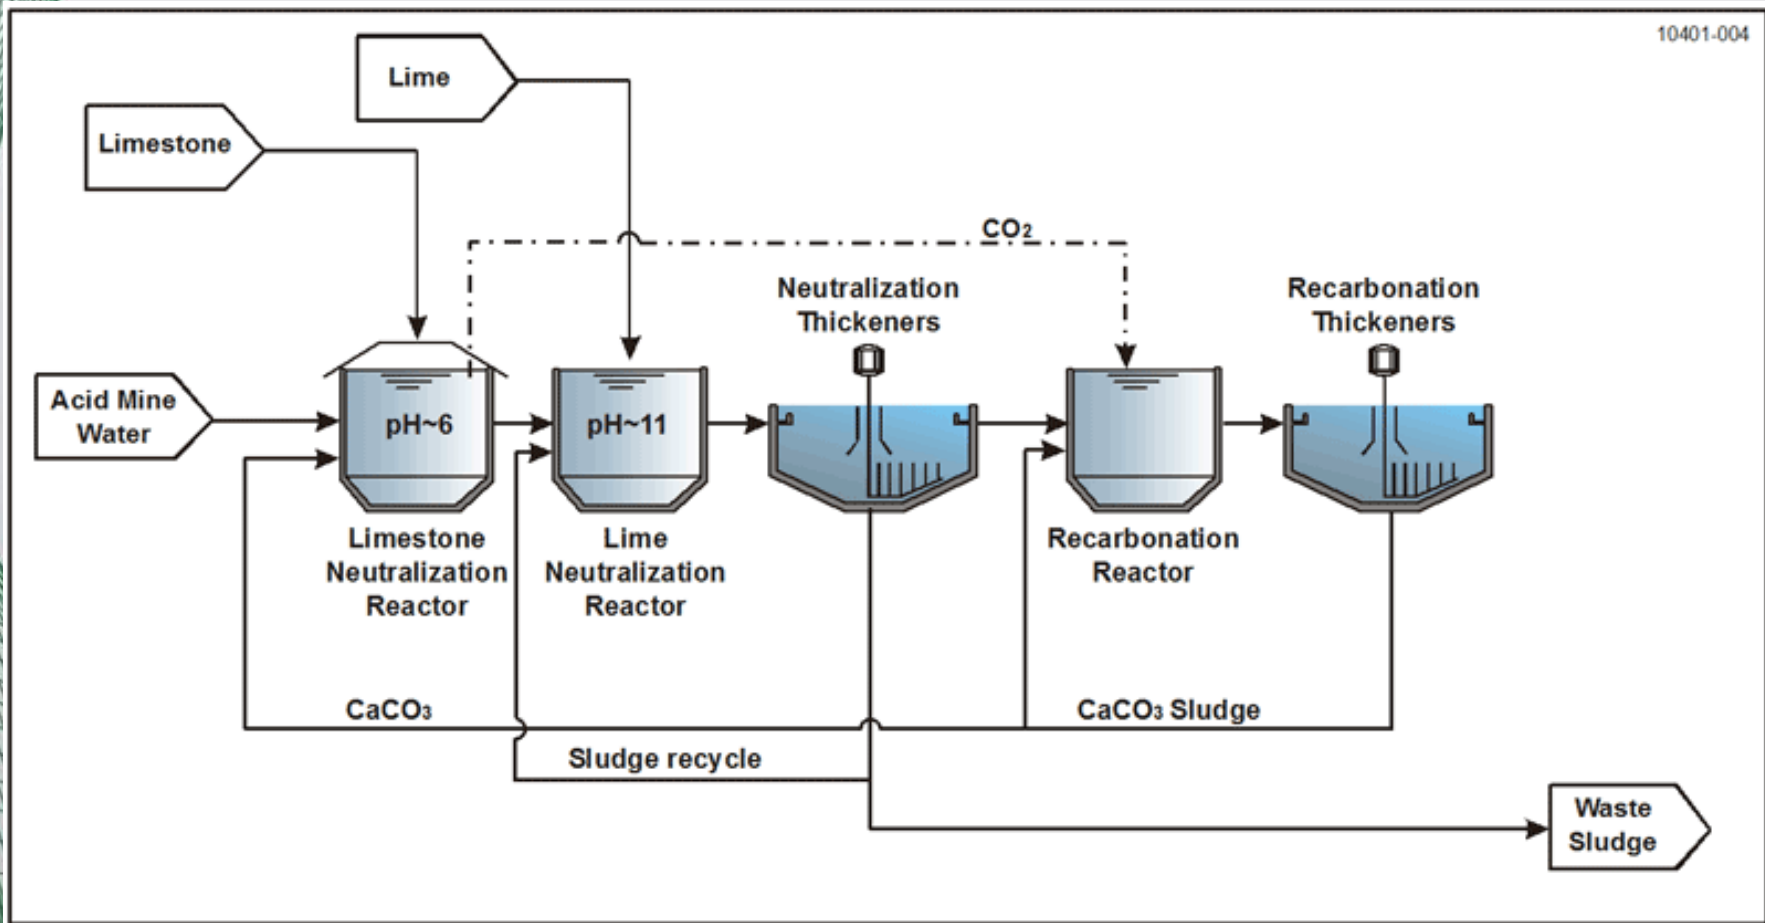 10401-004
Lime
Limestone
CO₂
Neutralization
Thickeners
Recarbonation
Thickeners
Acid Mine
Water
pH~6
pH~11
Limestone
Neutralization
Reactor
Lime
Neutralization
Reactor
Recarbonation
Reactor
CaCO₃
CaCO₃ Sludge
Sludge recycle
Waste
Sludge